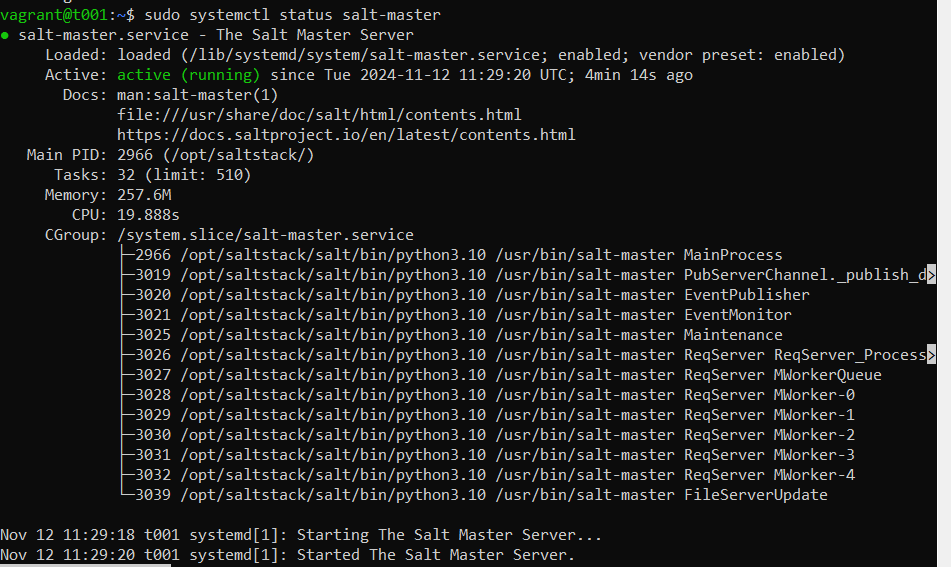 vagrant@t001:~$ sudo systemctl status salt-master
● salt-master.service - The Salt Master Server
Loaded: loaded (/lib/systemd/system/salt-master.service; enabled; vendor preset: enabled)
Active: active (running) since Tue 2024-11-12 11:29:20 UTC; 4min 14s ago
Docs: man:salt-master(1)
file:///usr/share/doc/salt/html/contents.html
https://docs.saltproject.io/en/latest/contents.html
Main PID: 2966 (/opt/saltstack/)
Tasks: 32 (limit: 510)
Memory: 257.6M
CPU: 19.888s
CGroup: /system.slice/salt-master.service
├─2966 /opt/saltstack/salt/bin/python3.10 /usr/bin/salt-master MainProcess
├─3019 /opt/saltstack/salt/bin/python3.10 /usr/bin/salt-master PubServerChannel._publish_d>
├─3020 /opt/saltstack/salt/bin/python3.10 /usr/bin/salt-master EventPublisher
├─3021 /opt/saltstack/salt/bin/python3.10 /usr/bin/salt-master EventMonitor
├─3025 /opt/saltstack/salt/bin/python3.10 /usr/bin/salt-master Maintenance
├─3026 /opt/saltstack/salt/bin/python3.10 /usr/bin/salt-master ReqServer ReqServer_Process>
├─3027 /opt/saltstack/salt/bin/python3.10 /usr/bin/salt-master ReqServer MWorkerQueue
├─3028 /opt/saltstack/salt/bin/python3.10 /usr/bin/salt-master ReqServer MWorker-0
├─3029 /opt/saltstack/salt/bin/python3.10 /usr/bin/salt-master ReqServer MWorker-1
├─3030 /opt/saltstack/salt/bin/python3.10 /usr/bin/salt-master ReqServer MWorker-2
├─3031 /opt/saltstack/salt/bin/python3.10 /usr/bin/salt-master ReqServer MWorker-3
├─3032 /opt/saltstack/salt/bin/python3.10 /usr/bin/salt-master ReqServer MWorker-4
└─3039 /opt/saltstack/salt/bin/python3.10 /usr/bin/salt-master FileServerUpdate
Nov 12 11:29:18 t001 systemd[1]: Starting The Salt Master Server...
Nov 12 11:29:20 t001 systemd[1]: Started The Salt Master Server.